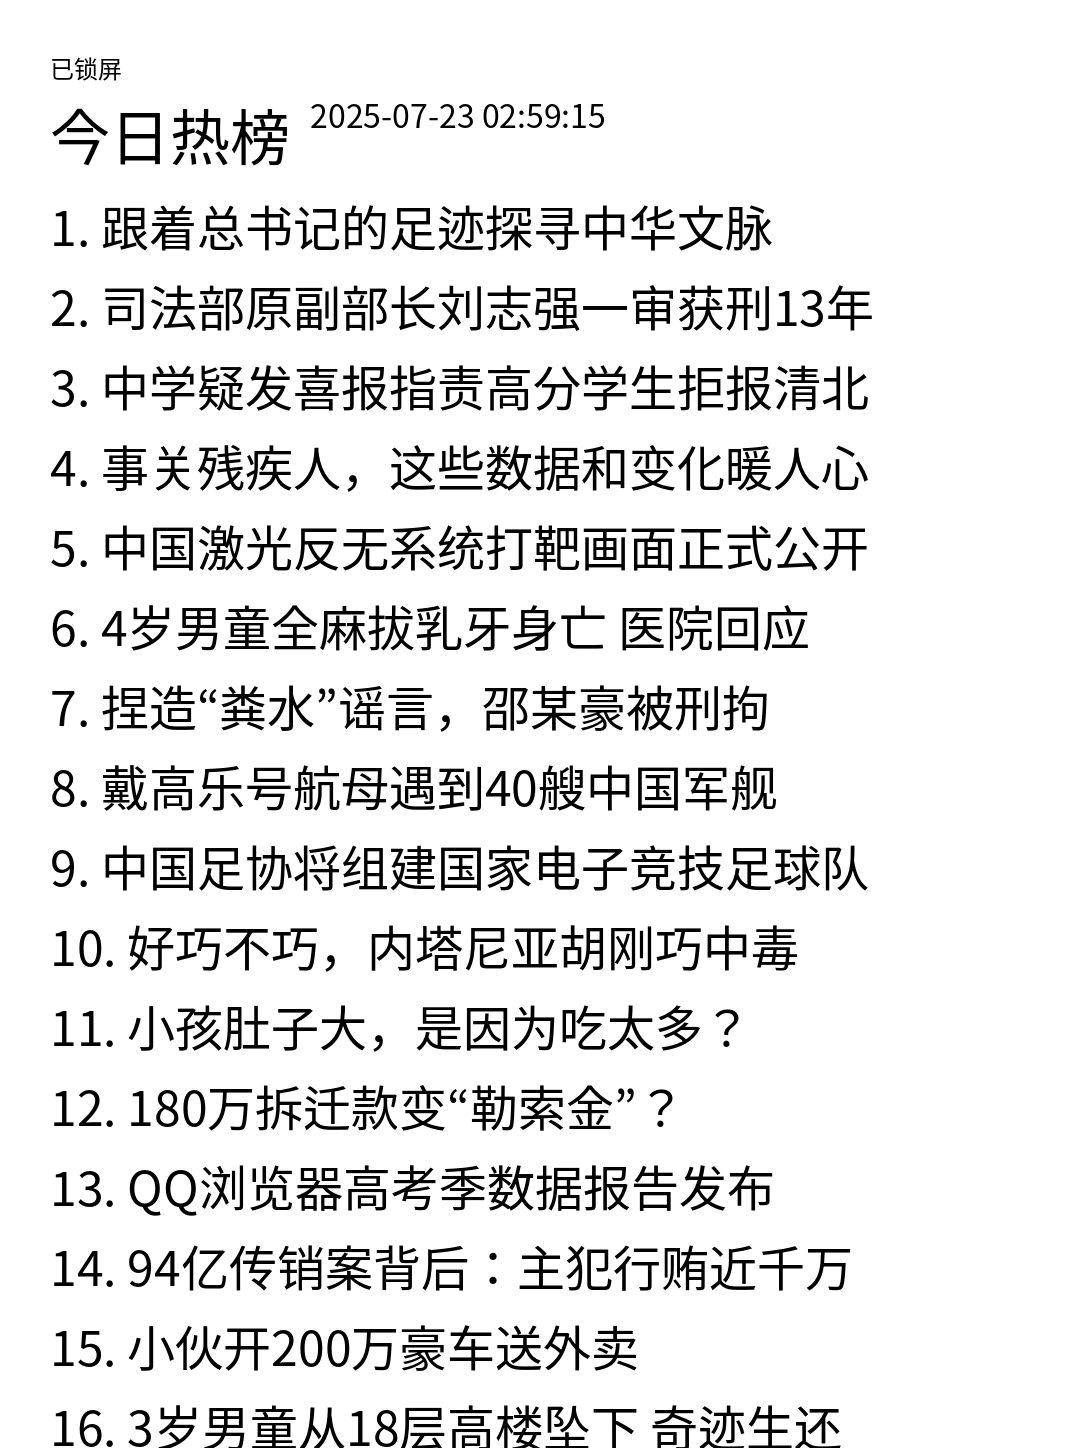 已锁屏
今日热榜 2025-07-23 02:59:15
1. 跟着总书记的足迹探寻中华文脉
2. 司法部原副部长刘志强一审获刑13年
3. 中学疑发喜报指责高分学生拒报清北
4. 事关残疾人，这些数据和变化暖人心
5. 中国激光反无系统打靶画面正式公开
6. 4岁男童全麻拔乳牙身亡 医院回应
7. 捏造“粪水”谣言，邵某豪被刑拘
8. 戴高乐号航母遇到40艘中国军舰
9. 中国足协将组建国家电子竞技足球队
10. 好巧不巧，内塔尼亚胡刚巧中毒
11. 小孩肚子大，是因为吃太多？
12. 180万拆迁款变“勒索金”？
13. QQ浏览器高考季数据报告发布
14. 94亿传销案背后：主犯行贿近千万
15. 小伙开200万豪车送外卖
16. 3岁男童从18层高楼坠下 奇迹生还